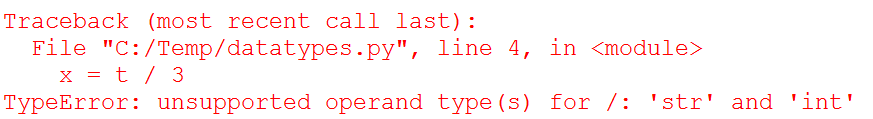 Traceback (most recent call last):
  File "C:/Temp/datatypes.py", line 4, in <module>
    x = t / 3
TypeError: unsupported operand type(s) for /: 'str' and 'int'